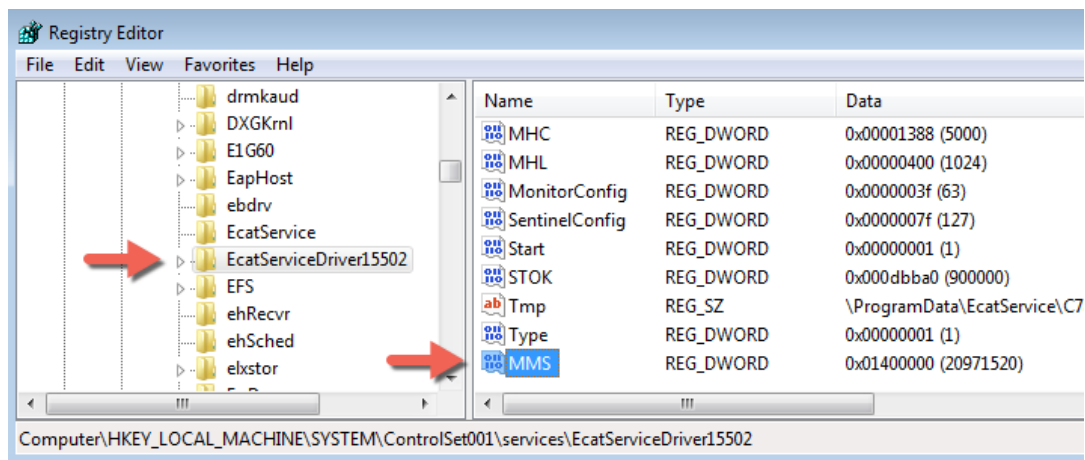 Registry Editor
File Edit View Favorites Help
drmkaud
DXGKrnl
E1G60
EapHost
ebdrv
EcatService
EcatServiceDriver15502
EFS
ehRecvr
ehSched
elxstor
Name Type Data
MHC REG_DWORD 0x00001388 (5000)
MHL REG_DWORD 0x00000400 (1024)
MonitorConfig REG_DWORD 0x0000003f (63)
SentinelConfig REG_DWORD 0x0000007f (127)
Start REG_DWORD 0x00000001 (1)
STOK REG_DWORD 0x000dbba0 (900000)
Tmp REG_SZ \ProgramData\EcatService\C7
Type REG_DWORD 0x00000001 (1)
MMS REG_DWORD 0x01400000 (20971520)
Computer\HKEY_LOCAL_MACHINE\SYSTEM\ControlSet001\services\EcatServiceDriver15502